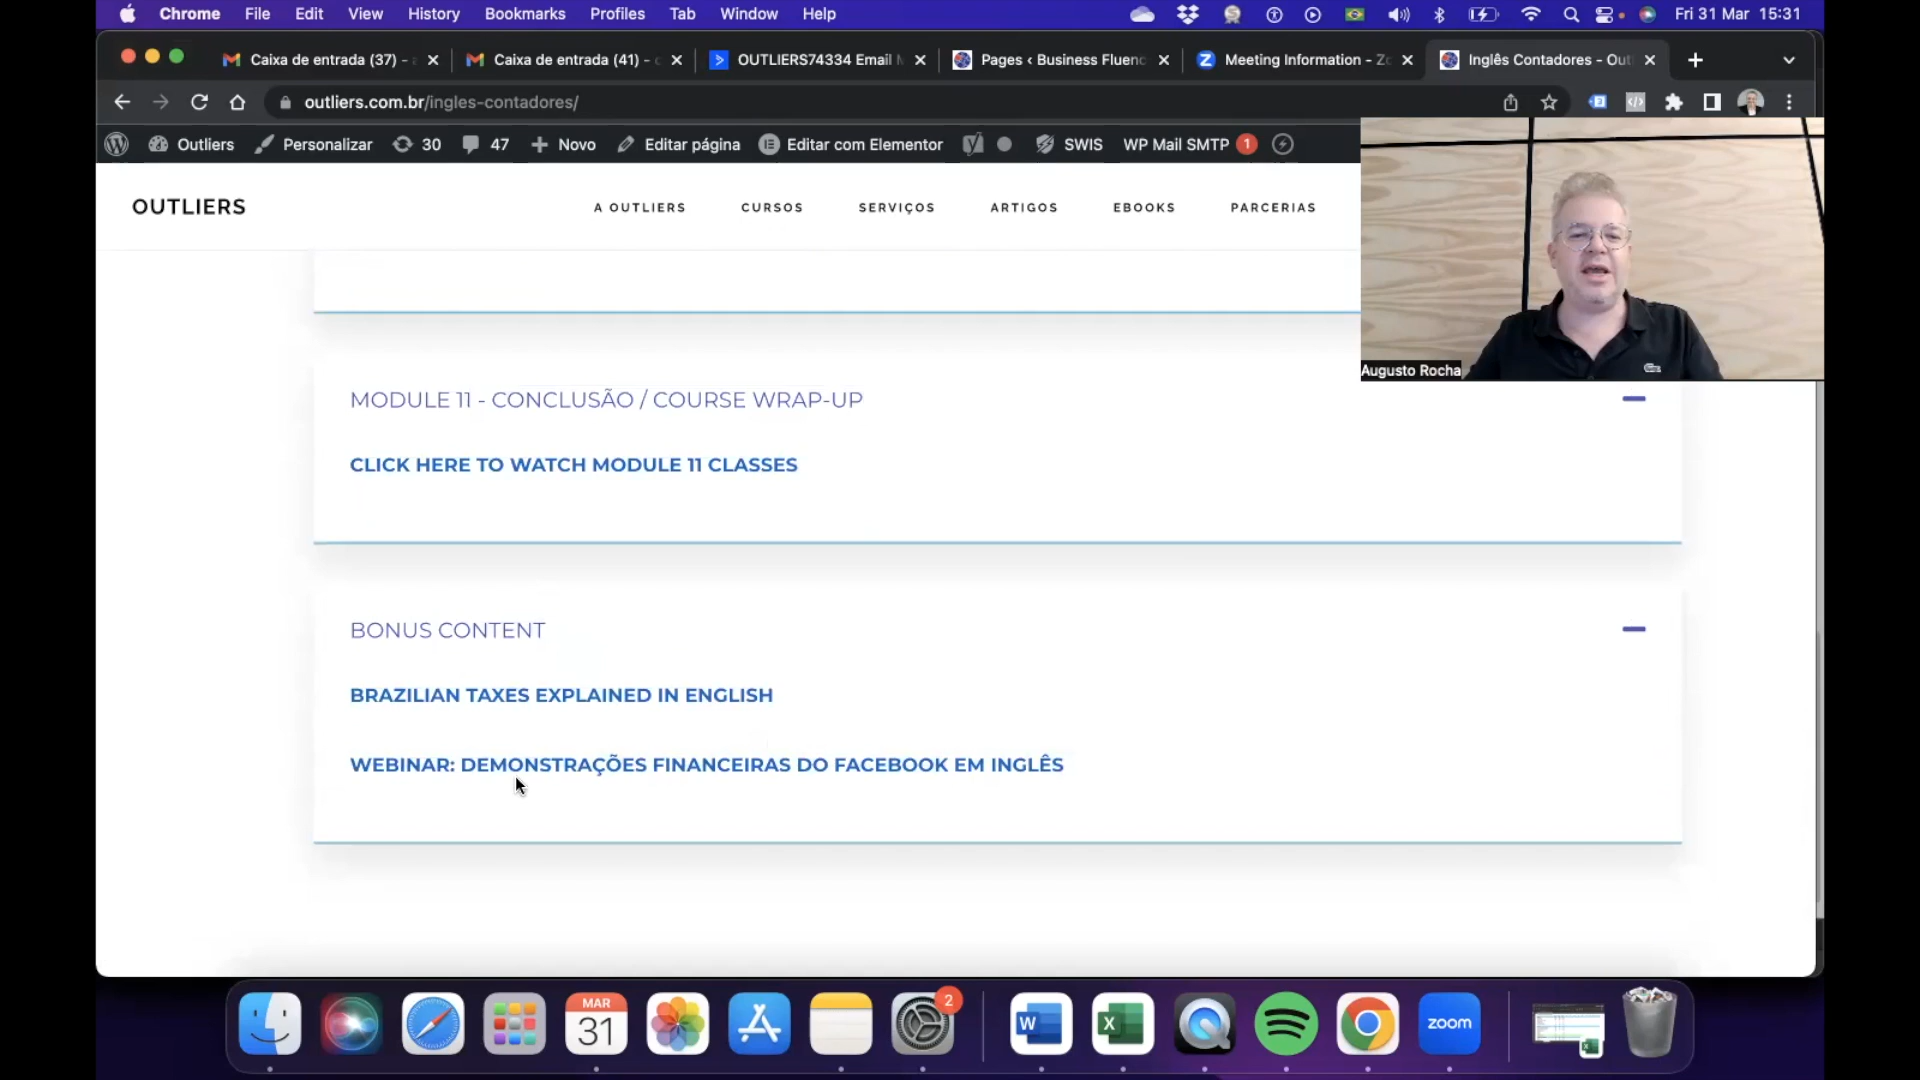 Chrome File Edit View History Bookmarks Profiles Tab Window Help Fri 31 Mar 15:31
Caixa de entrada (37) - Caixa de entrada (41) - OUTLIERS74334 Email Pages ‹ Business Fluenc Meeting Information - Zo Inglês Contadores - Out
outliers.com.br/ingles-contadores/
Outliers Personalizar 30 47 Novo Editar página Editar com Elementor SWIS WP Mail SMTP 1
OUTLIERS A OUTLIERS CURSOS SERVIÇOS ARTIGOS EBOOKS PARCERIAS
Augusto Rocha
MODULE 11 - CONCLUSÃO / COURSE WRAP-UP
CLICK HERE TO WATCH MODULE 11 CLASSES
BONUS CONTENT
BRAZILIAN TAXES EXPLAINED IN ENGLISH
WEBINAR: DEMONSTRAÇÕES FINANCEIRAS DO FACEBOOK EM INGLÊS
MAR
31
2
W
X
zoom